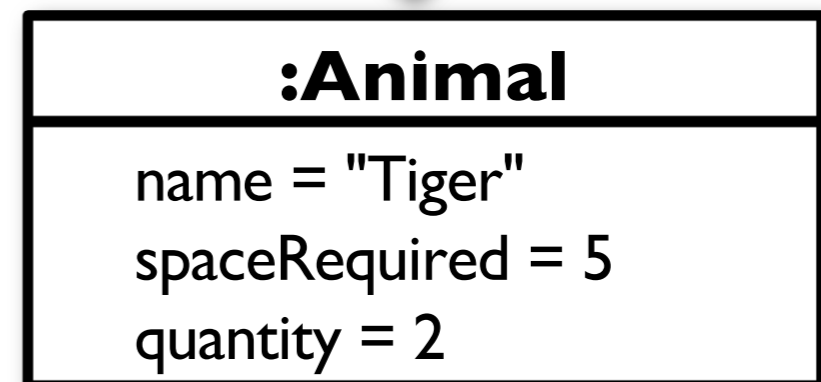 :Animal
name = "Tiger"
spaceRequired = 5
quantity = 2